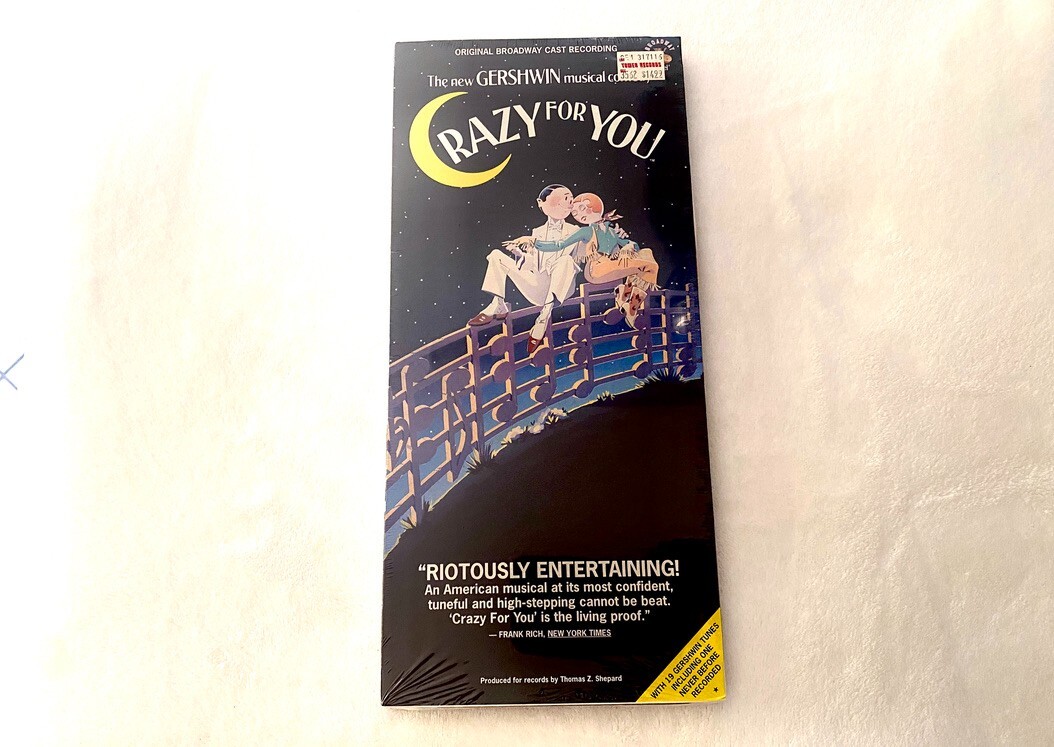 ORIGINAL BROADWAY CAST RECORDING
BROADWAY
TOWER RECORDS
The new GERSHWIN musical
CRAZY FOR YOU
“RIOTOUSLY ENTERTAINING!
An American musical at its most confident,
tuneful and high-stepping cannot be beat.
‘Crazy For You’ is the living proof.”
— FRANK RICH, NEW YORK TIMES
Produced for records by Thomas Z. Shepard
WITH 19 GERSHWIN TUNES
INCLUDING ONE
NEVER BEFORE
RECORDED